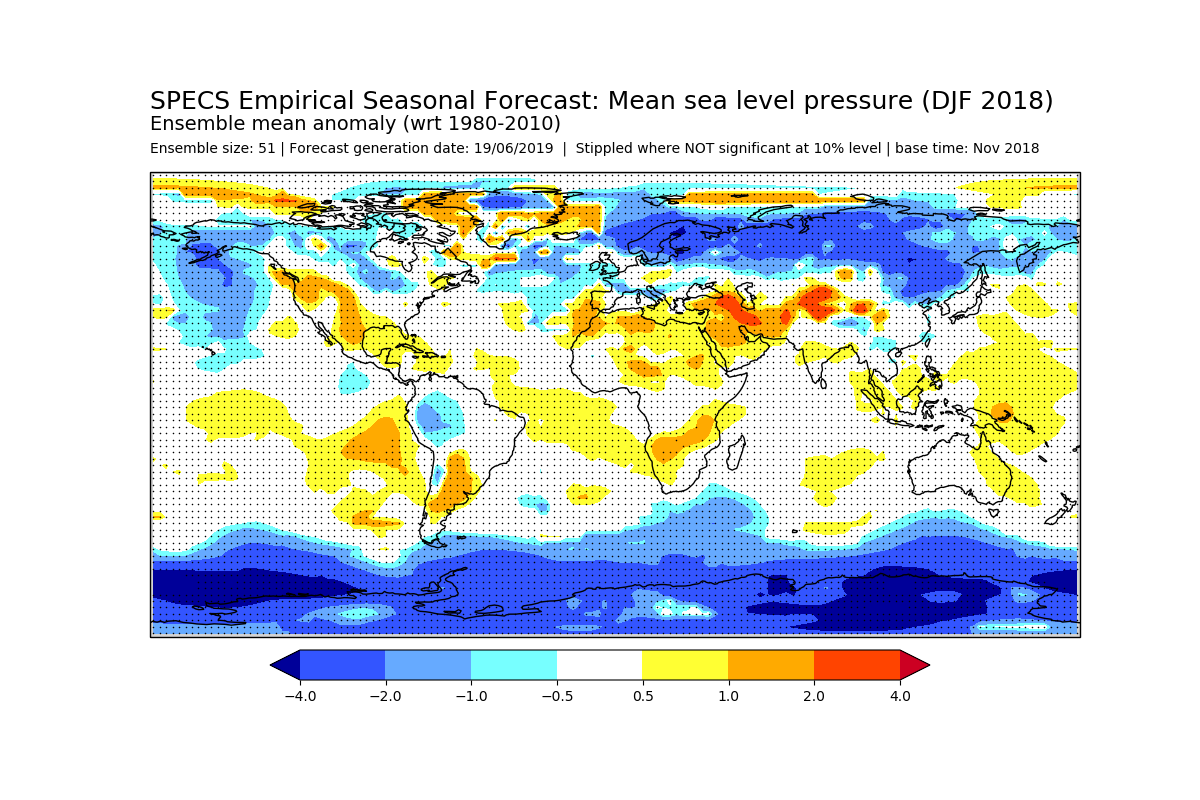 SPECS Empirical Seasonal Forecast: Mean sea level pressure (DJF 2018)
Ensemble mean anomaly (wrt 1980-2010)
Ensemble size: 51 | Forecast generation date: 19/06/2019  |  Stippled where NOT significant at 10% level | base time: Nov 2018
−4.0 −2.0 −1.0 −0.5 0.5 1.0 2.0 4.0